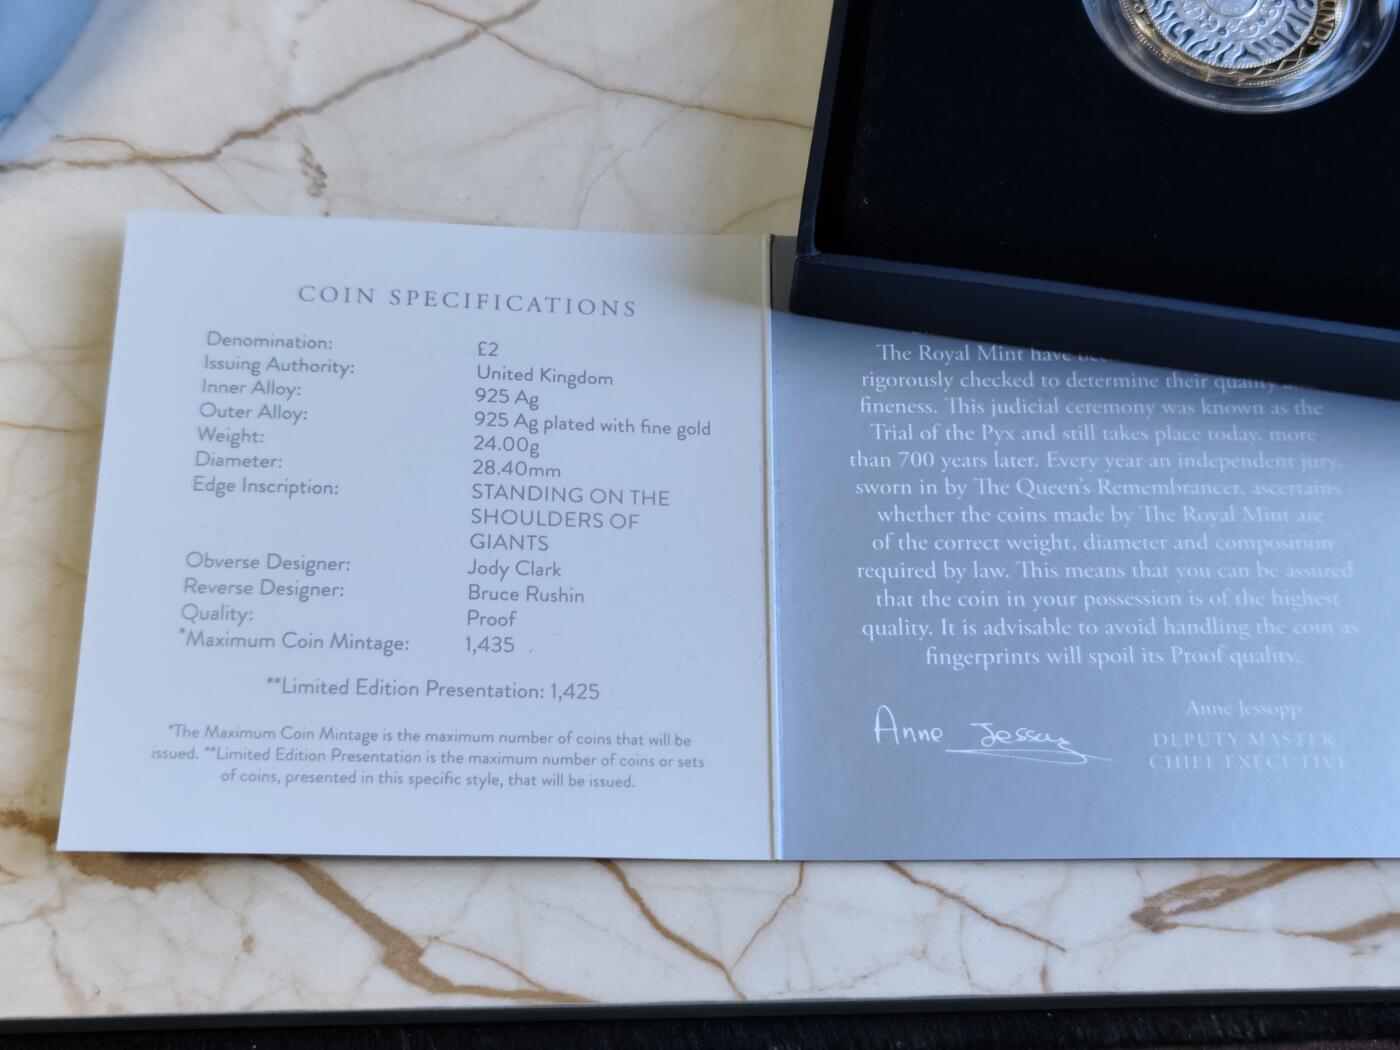 UNDS
COIN SPECIFICATIONS
Denomination: £2
Issuing Authority: United Kingdom
Inner Alloy: 925 Ag
Outer Alloy: 925 Ag plated with fine gold
Weight: 24.00g
Diameter: 28.40mm
Edge Inscription: STANDING ON THE
SHOULDERS OF
GIANTS
Obverse Designer: Jody Clark
Reverse Designer: Bruce Rushin
Quality: Proof
*Maximum Coin Mintage: 1,435
**Limited Edition Presentation: 1,425
*The Maximum Coin Mintage is the maximum number of coins that will be
issued. **Limited Edition Presentation is the maximum number of coins or sets
of coins, presented in this specific style, that will be issued.
The Royal Mint have
rigorously checked to determine their quality
fineness. This judicial ceremony was known as the
Trial of the Pyx and still takes place today, more
than 700 years later. Every year an independent jury,
sworn in by The Queen's Remembrancer, ascertains
whether the coins made by The Royal Mint are
of the correct weight, diameter and composition
required by law. This means that you can be assured
that the coin in your possession is of the highest
quality. It is advisable to avoid handling the coin as
fingerprints will spoil its Proof quality.
Anne Jessopp
Anne Jessopp
DEPUTY MASTER
CHIEF EXECUTIVE